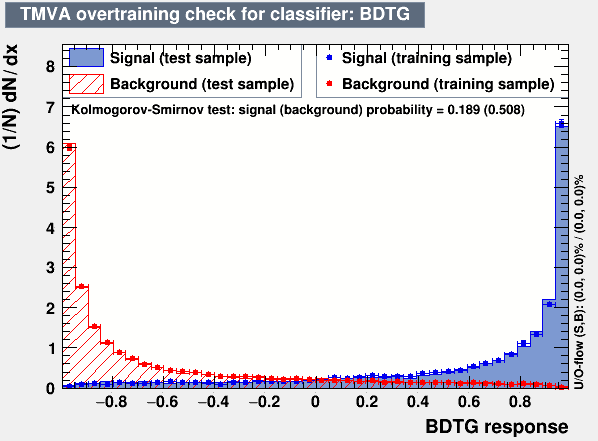 TMVA overtraining check for classifier: BDTG
Signal (test sample)
Background (test sample)
Signal (training sample)
Background (training sample)
Kolmogorov-Smirnov test: signal (background) probability = 0.189 (0.508)
(1/N) dN / dx
8
7
6
5
4
3
2
1
0
−0.8 −0.6 −0.4 −0.2 0 0.2 0.4 0.6 0.8
BDTG response
U/O-flow (S,B): (0.0, 0.0)% / (0.0, 0.0)%